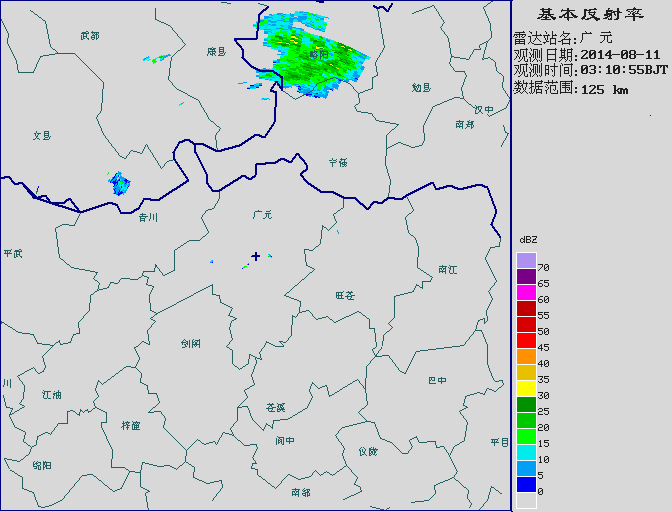 基本反射率
雷达站名:广 元
观测日期:2014-08-11
观测时间:03:10:55BJT
数据范围:125 km
武都
康县
略阳
勉县
汉中
南郑
文县
宁强
青川
广元
平武
南江
旺苍
剑阁
川
江油
巴中
苍溪
梓潼
阆中
仪陇
平昌
绵阳
南部
dBZ
70
65
60
55
50
45
40
35
30
25
20
15
10
5
0